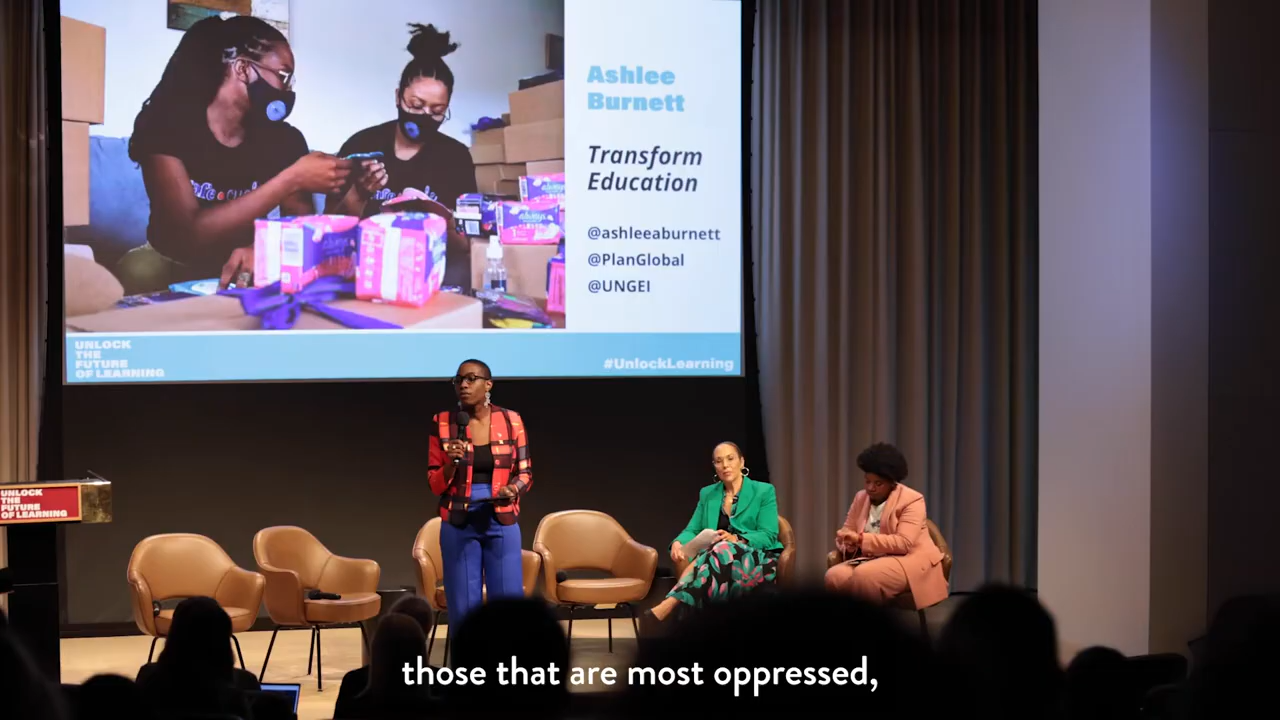 Ashlee
Burnett
Transform
Education
@ashleeaburnett
@PlanGlobal
@UNGEI
UNLOCK
THE
FUTURE
OF LEARNING
#UnlockLearning
UNLOCK
THE
FUTURE
OF LEARNING
those that are most oppressed,